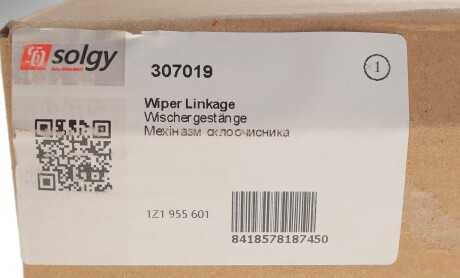 solgy
307019
1
Wiper Linkage
Wischergestänge
Механізм склоочисника
1Z1 955 601
8418578187450